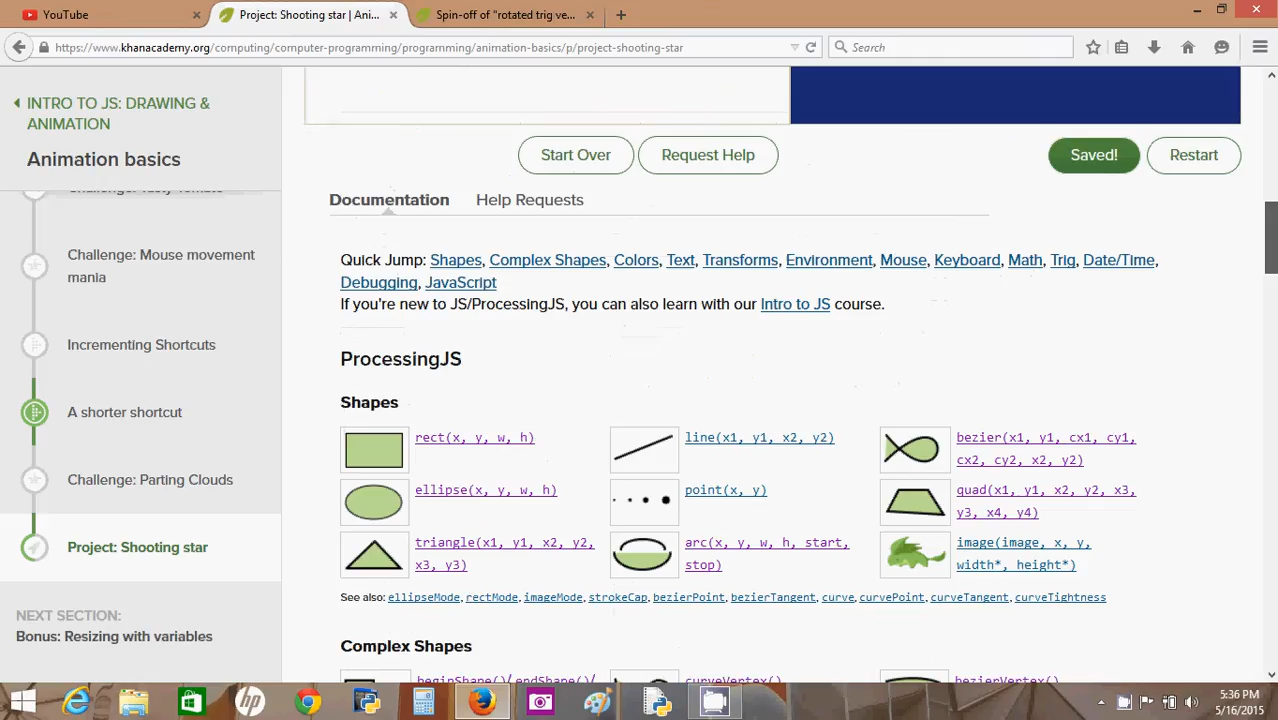 YouTube
Project: Shooting star | Ani...
Spin-off of "rotated trig ve...
https://www.khanacademy.org/computing/computer-programming/programming/animation-basics/p/project-shooting-star
Search
INTRO TO JS: DRAWING &
ANIMATION
Animation basics
Challenge: Tasty Tomato
Challenge: Mouse movement
mania
Incrementing Shortcuts
A shorter shortcut
Challenge: Parting Clouds
Project: Shooting star
NEXT SECTION:
Bonus: Resizing with variables
Start Over
Request Help
Saved!
Restart
Documentation
Help Requests
Quick Jump: Shapes, Complex Shapes, Colors, Text, Transforms, Environment, Mouse, Keyboard, Math, Trig, Date/Time,
Debugging, JavaScript
If you're new to JS/ProcessingJS, you can also learn with our Intro to JS course.
ProcessingJS
Shapes
rect(x, y, w, h)
line(x1, y1, x2, y2)
bezier(x1, y1, cx1, cy1,
cx2, cy2, x2, y2)
ellipse(x, y, w, h)
point(x, y)
quad(x1, y1, x2, y2, x3,
y3, x4, y4)
triangle(x1, y1, x2, y2,
x3, y3)
arc(x, y, w, h, start,
stop)
image(image, x, y,
width*, height*)
See also: ellipseMode, rectMode, imageMode, strokeCap, bezierPoint, bezierTangent, curve, curvePoint, curveTangent, curveTightness
Complex Shapes
beginShape()/endShape()/
curveVertex()
bezierVertex()
hp
5:36 PM
5/16/2015